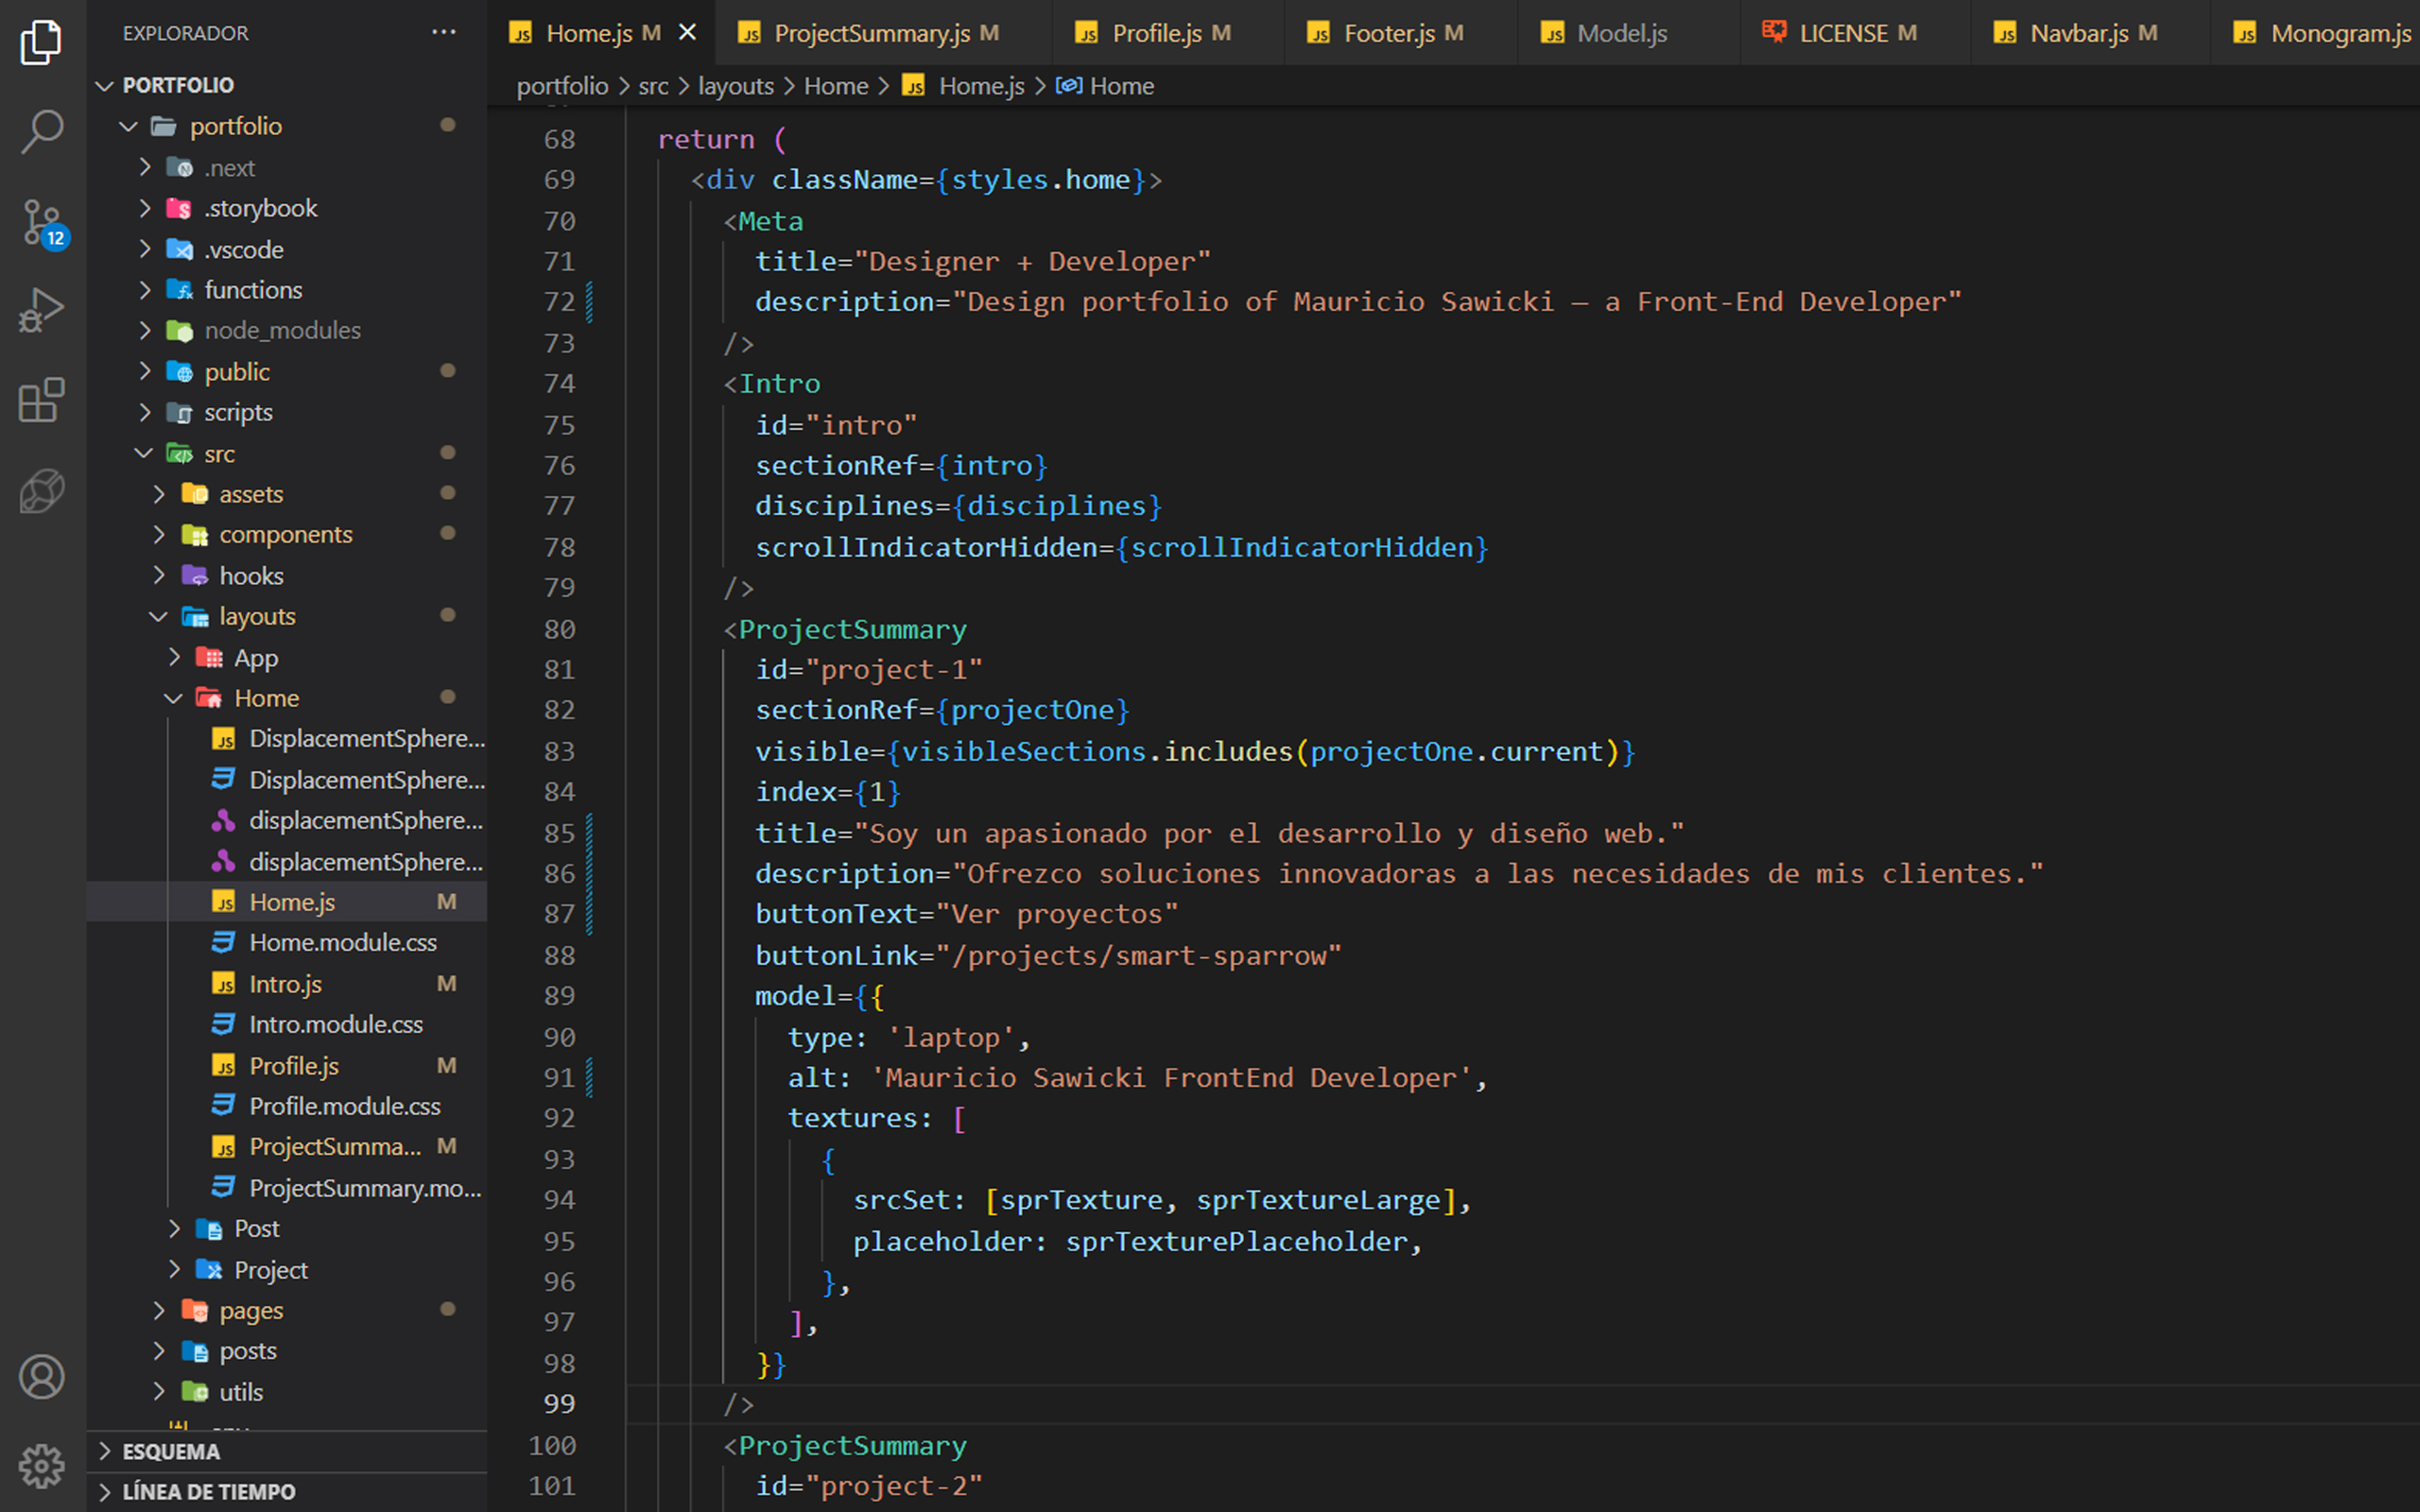 EXPLORADOR ···
PORTFOLIO
portfolio
.next
.storybook
.vscode
functions
node_modules
public
scripts
src
assets
components
hooks
layouts
App
Home
DisplacementSphere...
DisplacementSphere...
displacementSphere...
displacementSphere...
Home.js M
Home.module.css
Intro.js M
Intro.module.css
Profile.js M
Profile.module.css
ProjectSumma... M
ProjectSummary.mo...
Post
Project
pages
posts
utils
ESQUEMA
LÍNEA DE TIEMPO
12
Home.js M ProjectSummary.js M Profile.js M Footer.js M Model.js LICENSE M Navbar.js M Monogram.js
portfolio > src > layouts > Home > JS Home.js > Home
68 return (
69 <div className={styles.home}>
70 <Meta
71 title="Designer + Developer"
72 description="Design portfolio of Mauricio Sawicki — a Front-End Developer"
73 />
74 <Intro
75 id="intro"
76 sectionRef={intro}
77 disciplines={disciplines}
78 scrollIndicatorHidden={scrollIndicatorHidden}
79 />
80 <ProjectSummary
81 id="project-1"
82 sectionRef={projectOne}
83 visible={visibleSections.includes(projectOne.current)}
84 index={1}
85 title="Soy un apasionado por el desarrollo y diseño web."
86 description="Ofrezco soluciones innovadoras a las necesidades de mis clientes."
87 buttonText="Ver proyectos"
88 buttonLink="/projects/smart-sparrow"
89 model={{
90 type: 'laptop',
91 alt: 'Mauricio Sawicki FrontEnd Developer',
92 textures: [
93 {
94 srcSet: [sprTexture, sprTextureLarge],
95 placeholder: sprTexturePlaceholder,
96 },
97 ],
98 }}
99 />
100 <ProjectSummary
101 id="project-2"